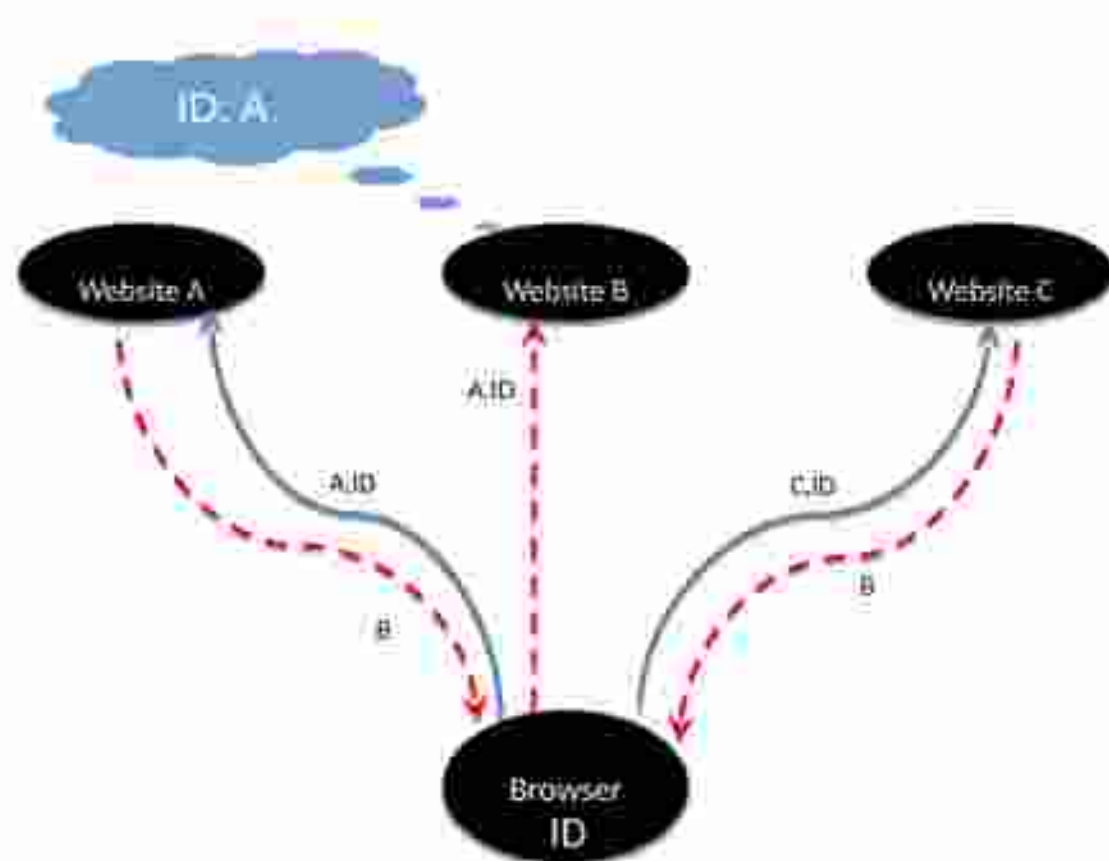 ID: A
Website A
Website B
Website C
A,ID
A,ID
C,ID
B
B
Browser
ID